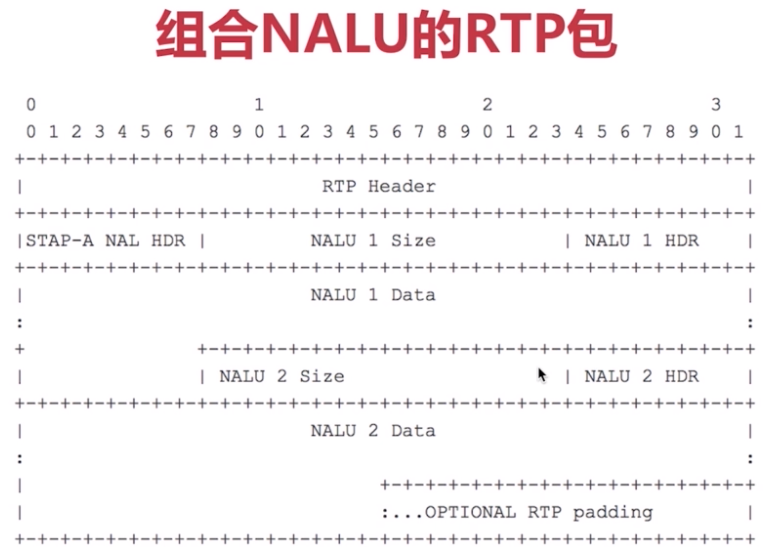 组合NALU的RTP包
0                   1                   2                   3
0 1 2 3 4 5 6 7 8 9 0 1 2 3 4 5 6 7 8 9 0 1 2 3 4 5 6 7 8 9 0 1
+-+-+-+-+-+-+-+-+-+-+-+-+-+-+-+-+-+-+-+-+-+-+-+-+-+-+-+-+-+-+-+-+
|                          RTP Header                           |
+-+-+-+-+-+-+-+-+-+-+-+-+-+-+-+-+-+-+-+-+-+-+-+-+-+-+-+-+-+-+-+-+
|STAP-A NAL HDR |         NALU 1 Size           | NALU 1 HDR    |
+-+-+-+-+-+-+-+-+-+-+-+-+-+-+-+-+-+-+-+-+-+-+-+-+-+-+-+-+-+-+-+-+
|                         NALU 1 Data                           |
:                                                               :
+               +-+-+-+-+-+-+-+-+-+-+-+-+-+-+-+-+-+-+-+-+-+-+-+-+
|               | NALU 2 Size                   | NALU 2 HDR    |
+-+-+-+-+-+-+-+-+-+-+-+-+-+-+-+-+-+-+-+-+-+-+-+-+-+-+-+-+-+-+-+-+
|                         NALU 2 Data                           |
:                                                               :
|                               +-+-+-+-+-+-+-+-+-+-+-+-+-+-+-+-+
|                               :...OPTIONAL RTP padding        |
+-+-+-+-+-+-+-+-+-+-+-+-+-+-+-+-+-+-+-+-+-+-+-+-+-+-+-+-+-+-+-+-+